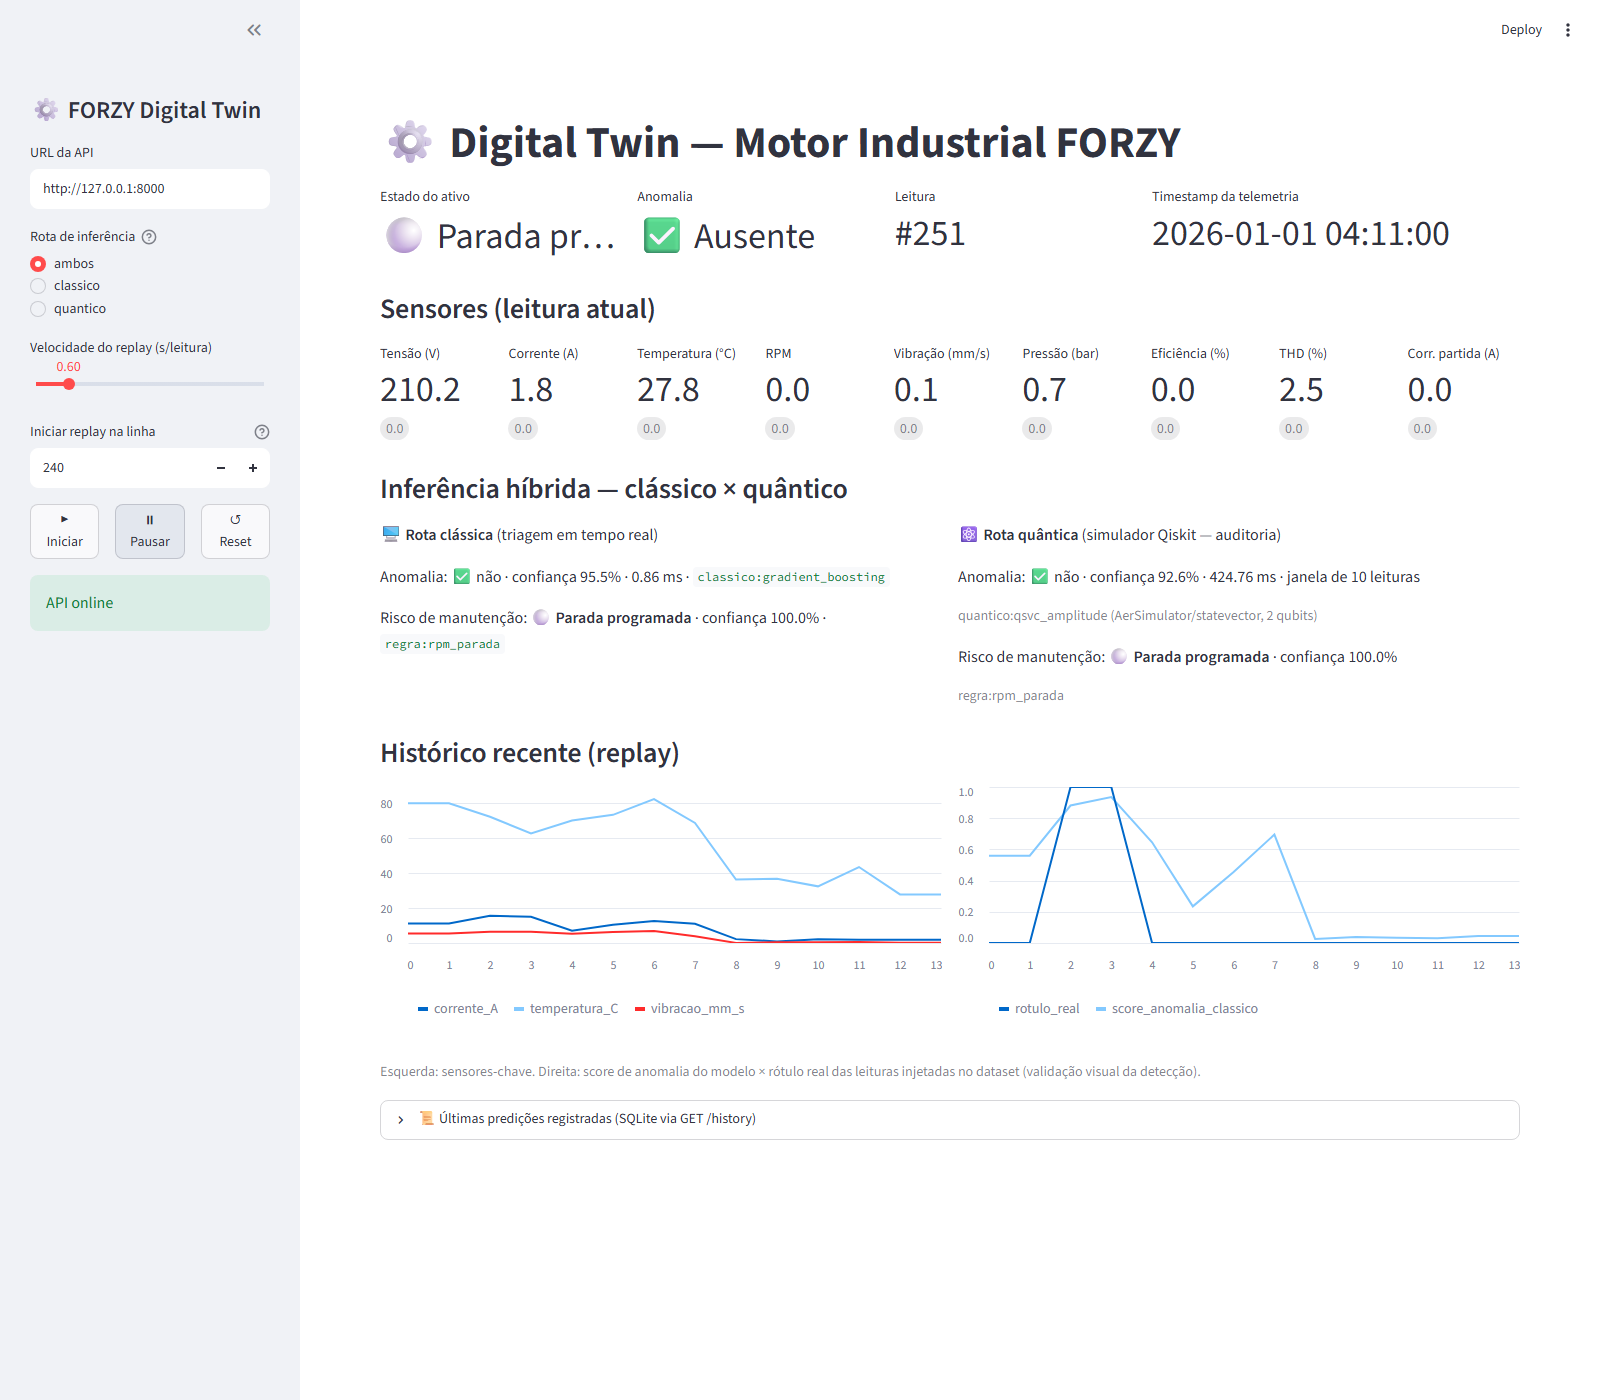 Deploy
FORZY Digital Twin
URL da API
http://127.0.0.1:8000
Rota de inferência
ambos
classico
quantico
Velocidade do replay (s/leitura)
0.60
Iniciar replay na linha
240
Iniciar
Pausar
Reset
API online
Digital Twin — Motor Industrial FORZY
Estado do ativo
Anomalia
Leitura
Timestamp da telemetria
Parada pr…
Ausente
#251
2026-01-01 04:11:00
Sensores (leitura atual)
Tensão (V)
Corrente (A)
Temperatura (°C)
RPM
Vibração (mm/s)
Pressão (bar)
Eficiência (%)
THD (%)
Corr. partida (A)
210.2
1.8
27.8
0.0
0.1
0.7
0.0
2.5
0.0
0.0
0.0
0.0
0.0
0.0
0.0
0.0
0.0
0.0
Inferência híbrida — clássico × quântico
Rota clássica (triagem em tempo real)
Anomalia: não · confiança 95.5% · 0.86 ms · classico:gradient_boosting
Risco de manutenção: Parada programada · confiança 100.0% ·
regra:rpm_parada
Rota quântica (simulador Qiskit — auditoria)
Anomalia: não · confiança 92.6% · 424.76 ms · janela de 10 leituras
quantico:qsvc_amplitude (AerSimulator/statevector, 2 qubits)
Risco de manutenção: Parada programada · confiança 100.0%
regra:rpm_parada
Histórico recente (replay)
80
60
40
20
0
0 1 2 3 4 5 6 7 8 9 10 11 12 13
corrente_A temperatura_C vibracao_mm_s
1.0
0.8
0.6
0.4
0.2
0.0
0 1 2 3 4 5 6 7 8 9 10 11 12 13
rotulo_real score_anomalia_classico
Esquerda: sensores-chave. Direita: score de anomalia do modelo × rótulo real das leituras injetadas no dataset (validação visual da detecção).
Últimas predições registradas (SQLite via GET /history)